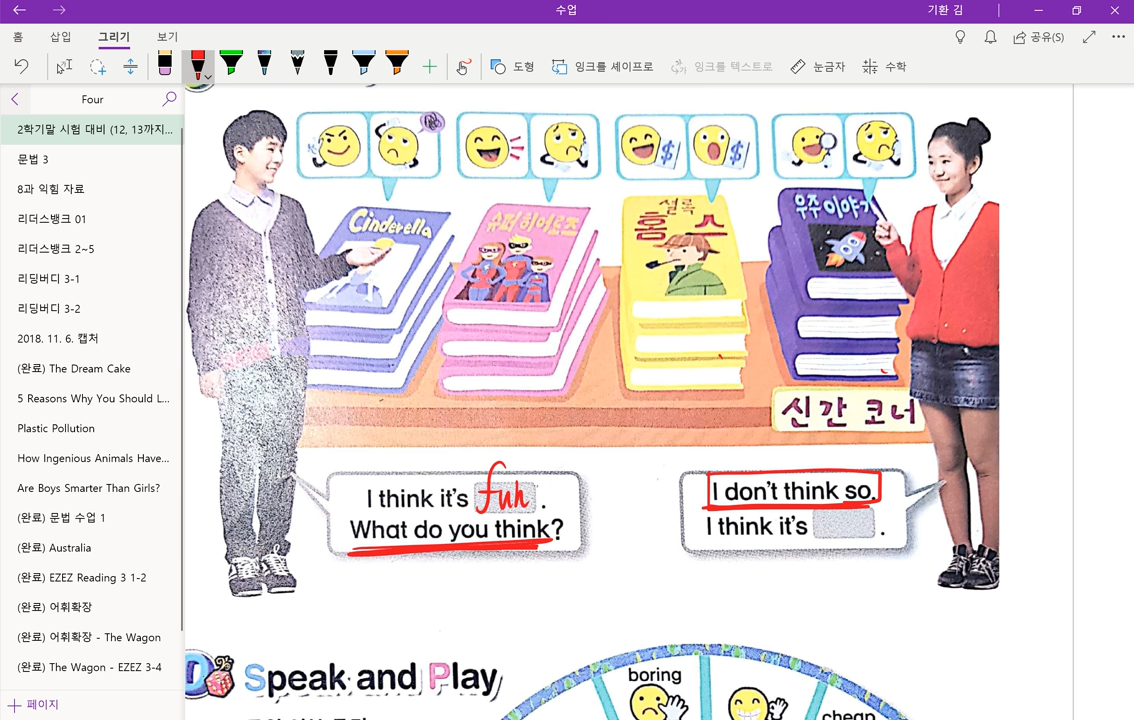 수업
기환 김
홈 삽입 그리기 보기
공유(S)
도형 잉크를 셰이프로 잉크를 텍스트로 눈금자 수학
Four
2학기말 시험 대비 (12, 13까지...
문법 3
8과 익힘 자료
리더스뱅크 01
리더스뱅크 2~5
리딩버디 3-1
리딩버디 3-2
2018. 11. 6. 캡처
(완료) The Dream Cake
5 Reasons Why You Should L...
Plastic Pollution
How Ingenious Animals Have...
Are Boys Smarter Than Girls?
(완료) 문법 수업 1
(완료) Australia
(완료) EZEZ Reading 3 1-2
(완료) 어휘확장
(완료) 어휘확장 - The Wagon
(완료) The Wagon - EZEZ 3-4
페이지
$ $
Cinderella
슈퍼 히어로즈
셜록
홈스
우주 이야기
신간 코너
I think it's fun .
What do you think?
I don't think so.
I think it's .
Speak and Play
boring
cheap